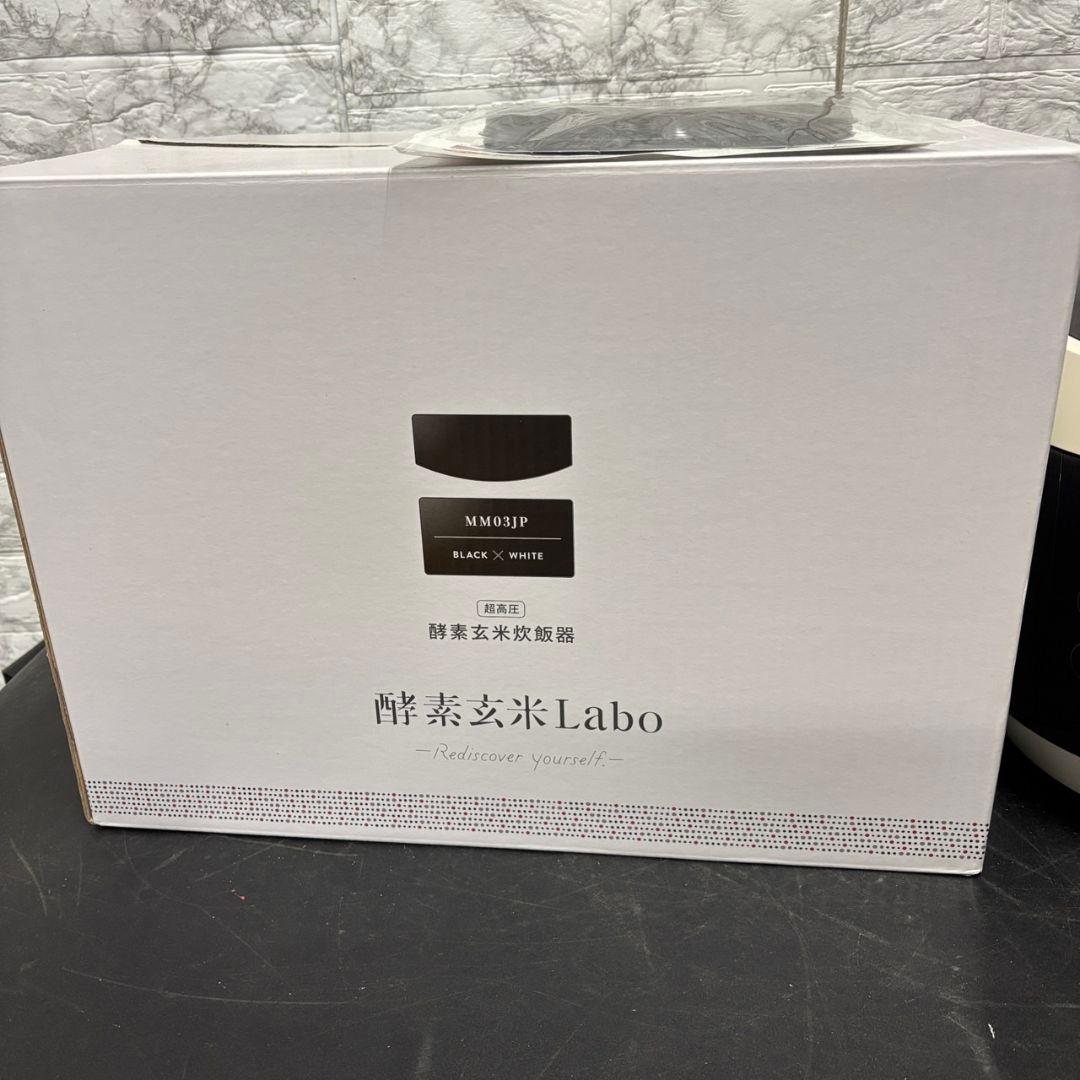 MM03JP
BLACK × WHITE
超高圧
酵素玄米炊飯器
酵素玄米Labo
—Rediscover yourself.—